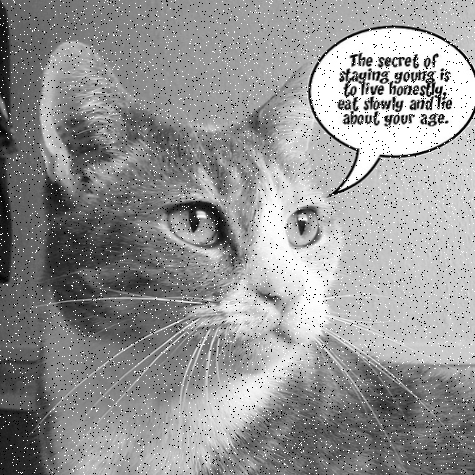 The secret of
staying young is
to live honestly,
eat slowly and lie
about your age.